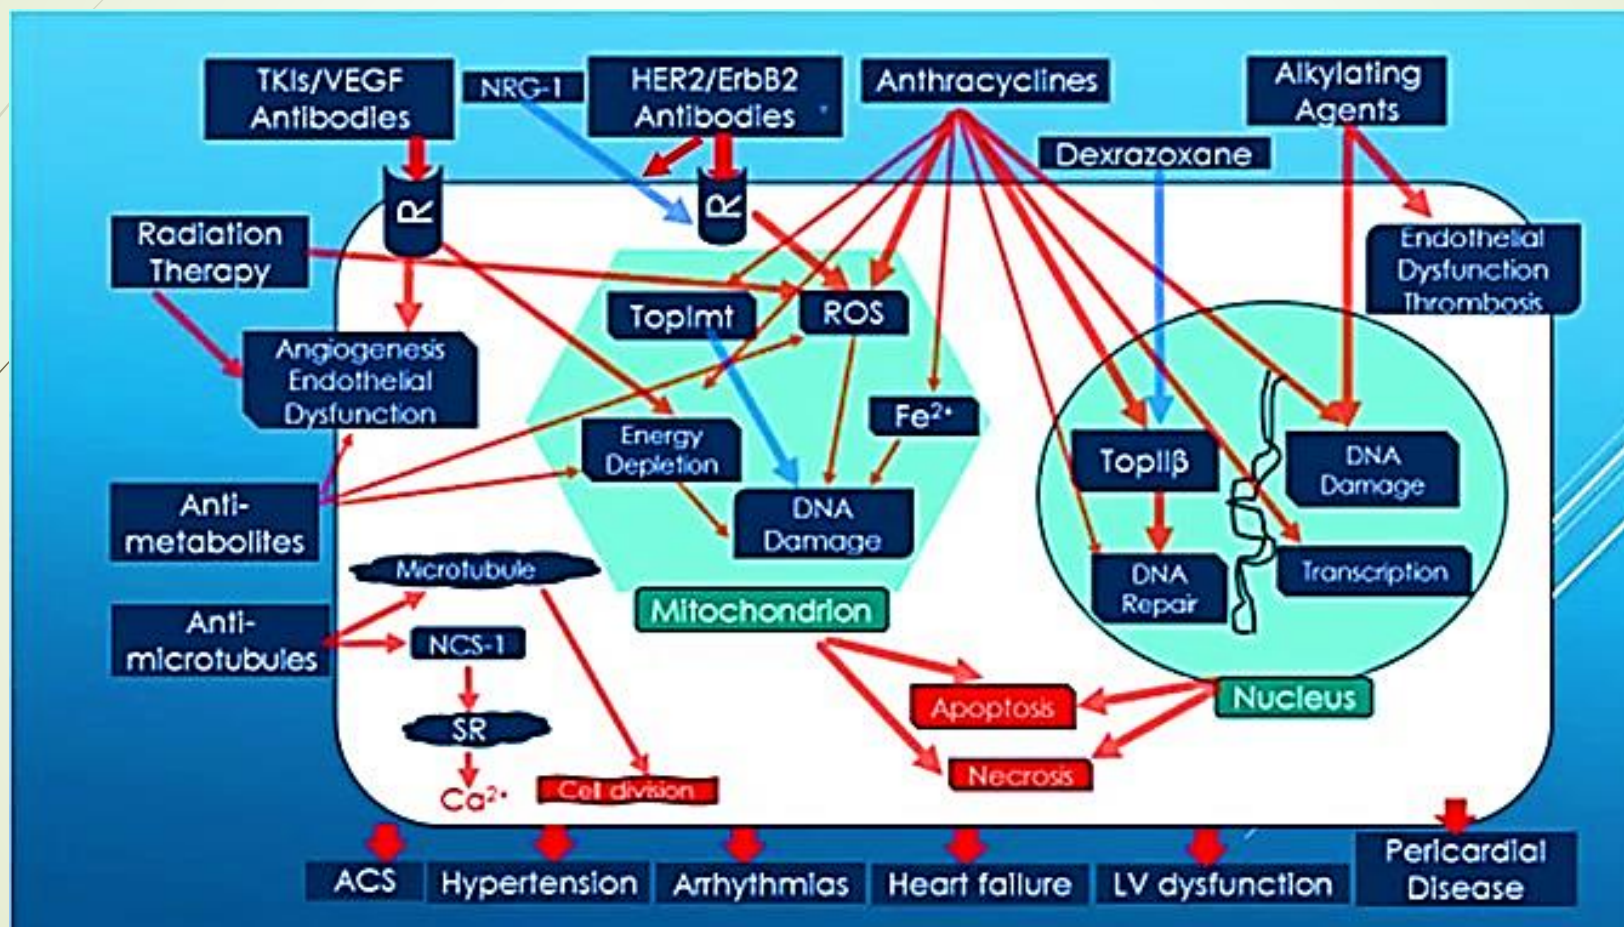 TKIs/VEGF
Antibodies
NRG-1
HER2/ErbB2
Antibodies
Anthracyclines
Alkylating
Agents
Dexrazoxane
R
R
Radiation
Therapy
Endothelial
Dysfunction
Thrombosis
TopImt
ROS
Angiogenesis
Endothelial
Dysfunction
Fe²⁺
Energy
Depletion
TopIIβ
DNA
Damage
Anti-
metabolites
DNA
Damage
Microtubule
DNA
Repair
Transcription
Mitochondrion
Anti-
microtubules
NCS-1
Nucleus
Apoptosis
SR
Necrosis
Ca²⁺
Cell division
ACS
Hypertension
Arrhythmias
Heart failure
LV dysfunction
Pericardial
Disease